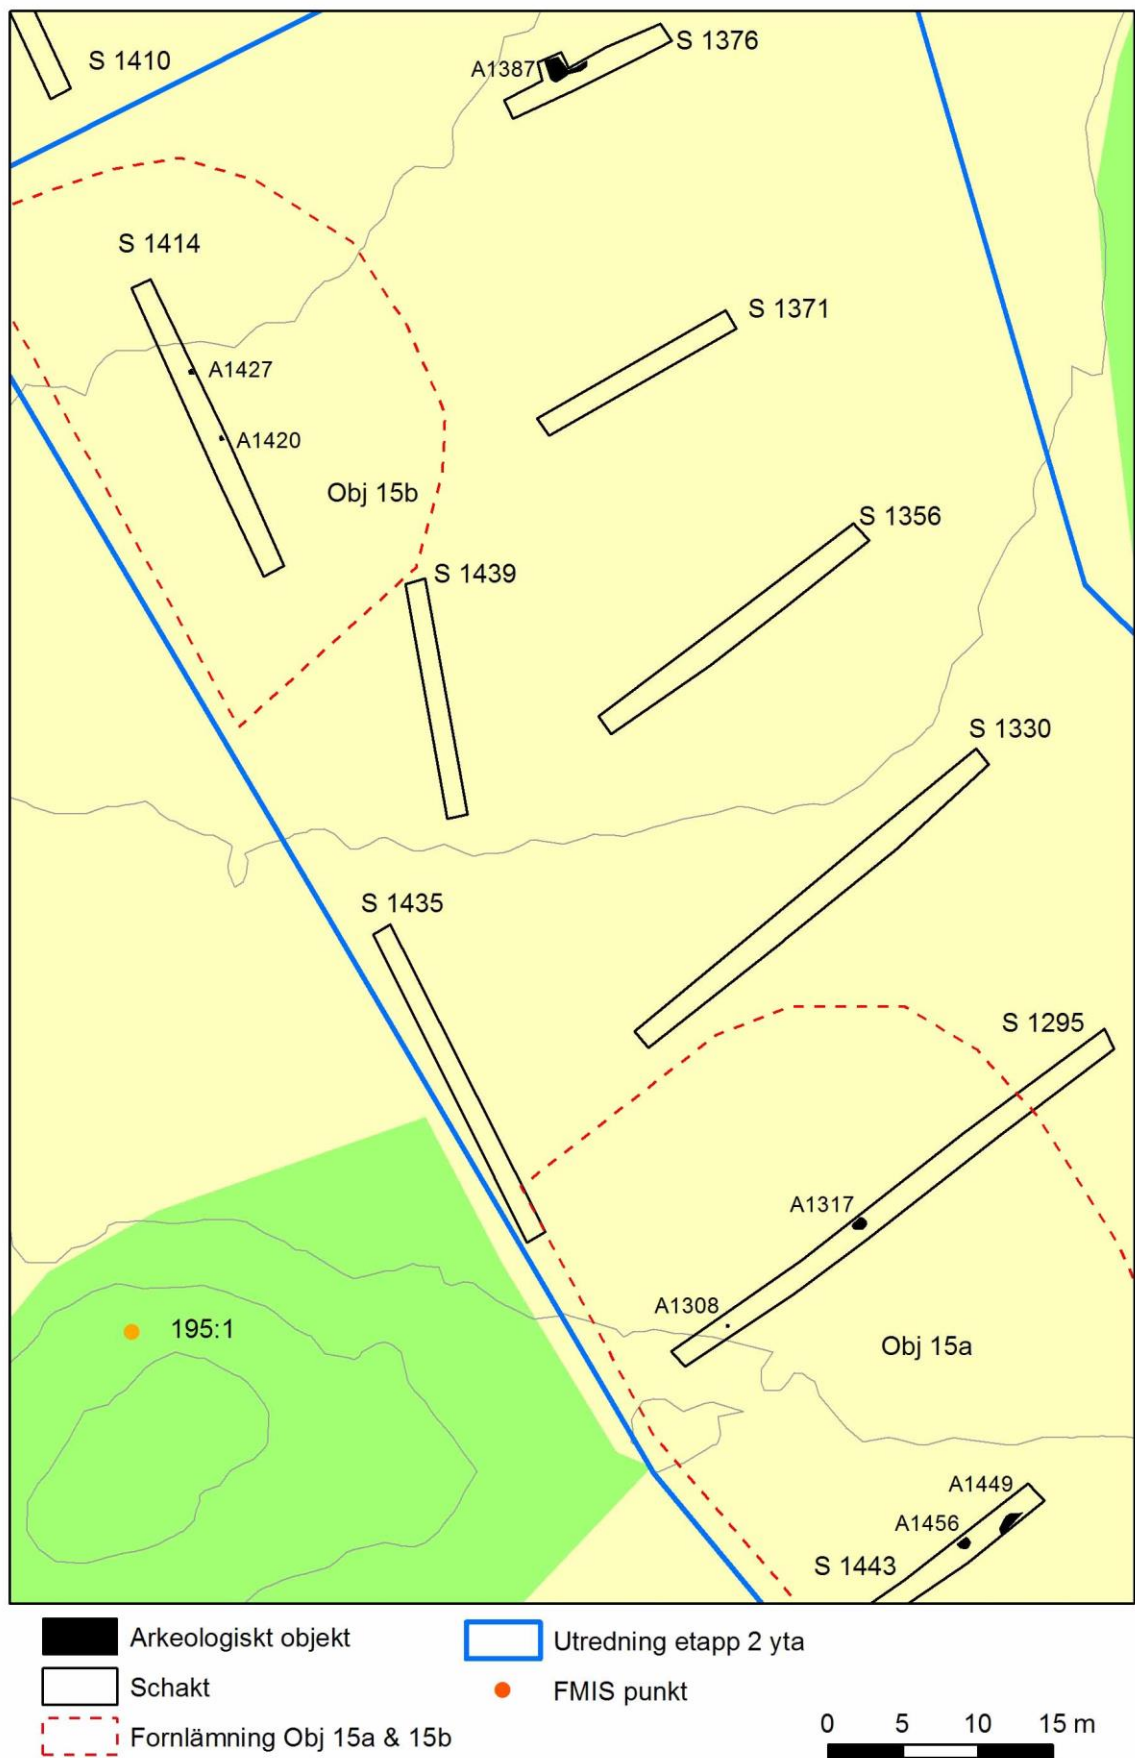 S 1376
S 1410
A1387
S 1414
S 1371
A1427
A1420
Obj 15b
S 1356
S 1439
S 1330
S 1435
S 1295
A1317
A1308
195:1
Obj 15a
A1449
A1456
S 1443
Arkeologiskt objekt
Utredning etapp 2 yta
Schakt
FMIS punkt
Fornlämning Obj 15a & 15b
0 5 10 15 m